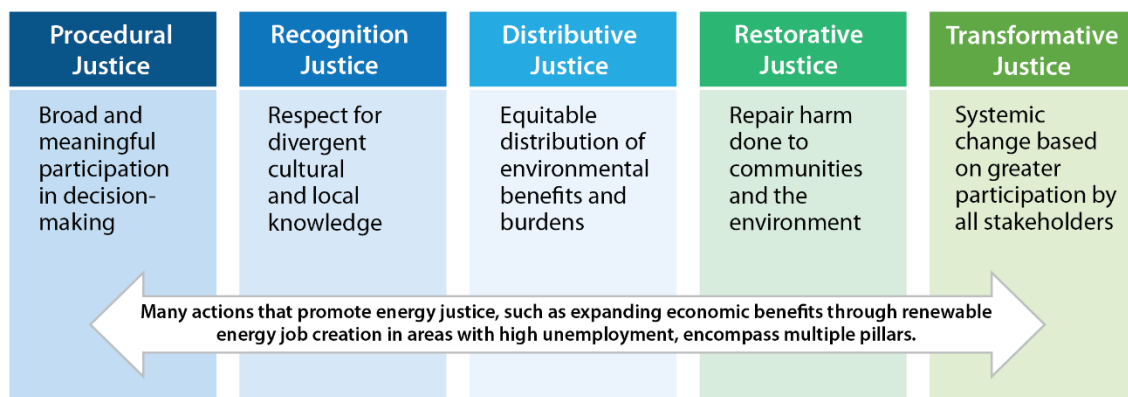 Procedural
Justice
Broad and
meaningful
participation
in decision-
making
Recognition
Justice
Respect for
divergent
cultural
and local
knowledge
Distributive
Justice
Equitable
distribution of
environmental
benefits and
burdens
Restorative
Justice
Repair harm
done to
communities
and the
environment
Transformative
Justice
Systemic
change based
on greater
participation by
all stakeholders
Many actions that promote energy justice, such as expanding economic benefits through renewable
energy job creation in areas with high unemployment, encompass multiple pillars.